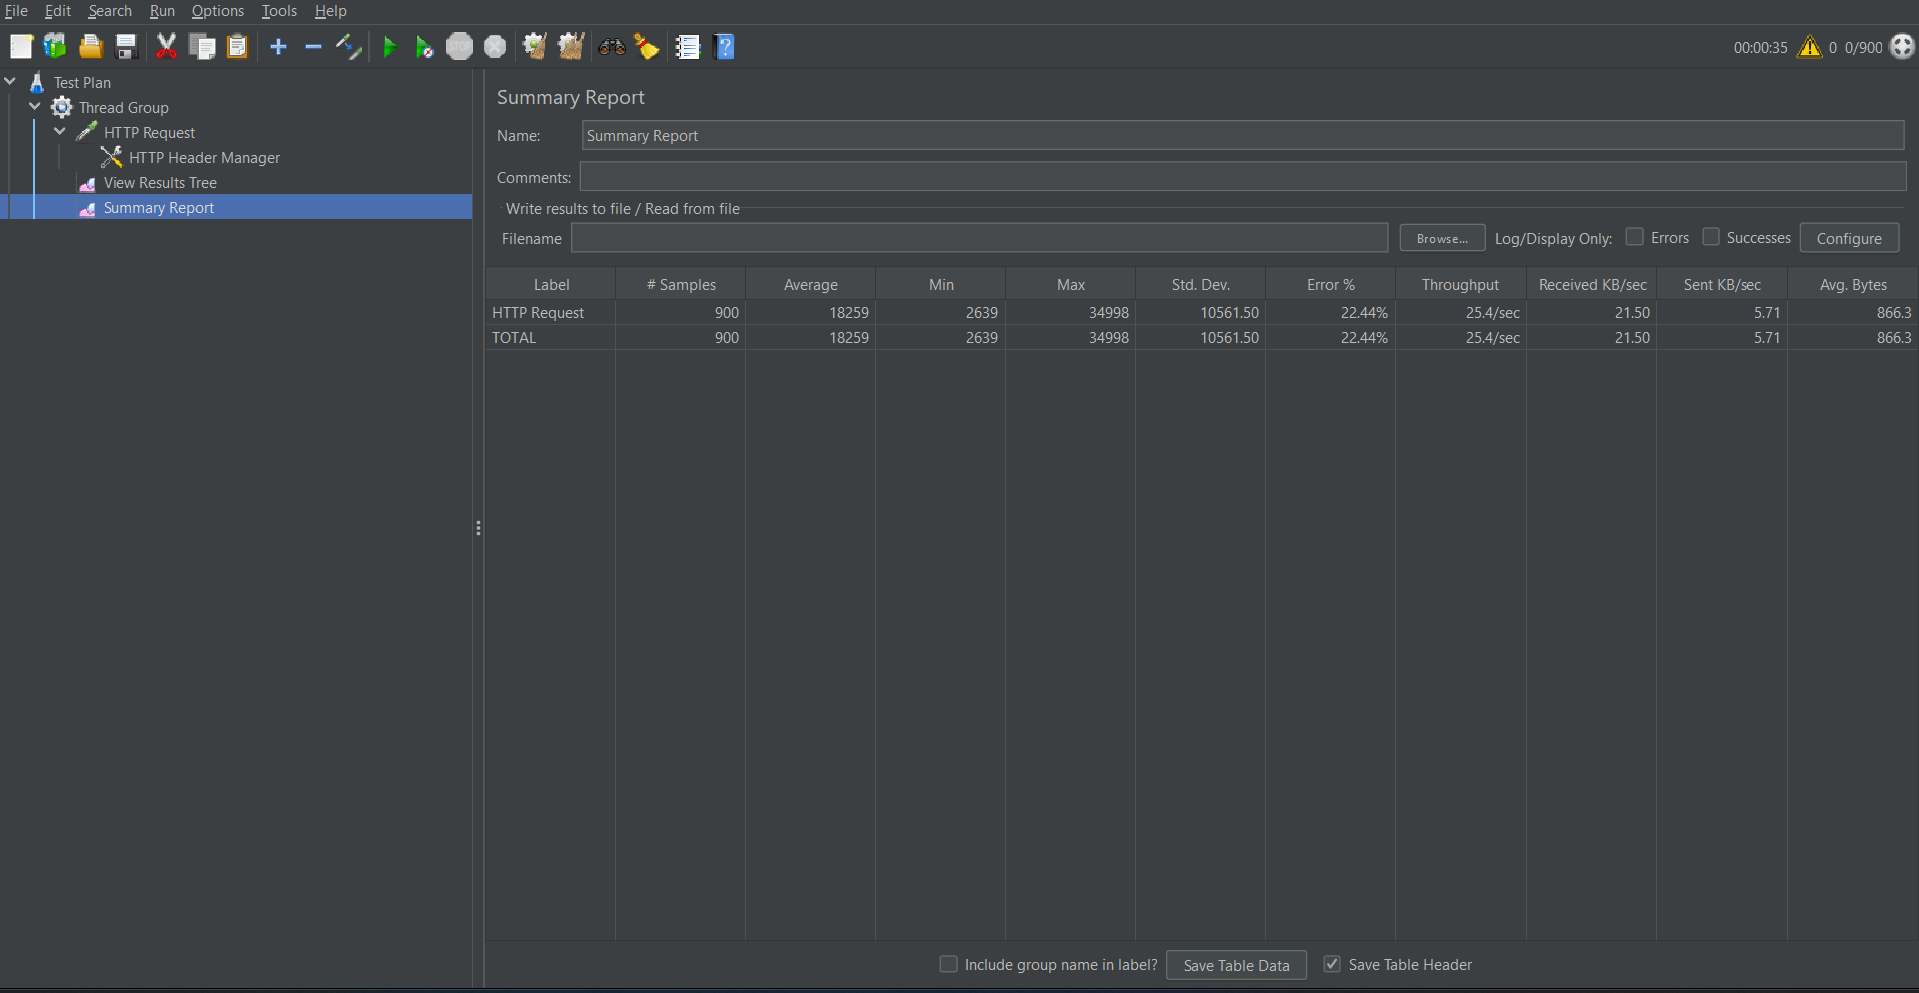 File Edit Search Run Options Tools Help
STOP
00:00:35 0 0/900
Test Plan
Thread Group
HTTP Request
HTTP Header Manager
View Results Tree
Summary Report
Summary Report
Name: Summary Report
Comments:
Write results to file / Read from file
Filename Browse... Log/Display Only: Errors Successes Configure
Label # Samples Average Min Max Std. Dev. Error % Throughput Received KB/sec Sent KB/sec Avg. Bytes
HTTP Request 900 18259 2639 34998 10561.50 22.44% 25.4/sec 21.50 5.71 866.3
TOTAL 900 18259 2639 34998 10561.50 22.44% 25.4/sec 21.50 5.71 866.3
Include group name in label? Save Table Data Save Table Header